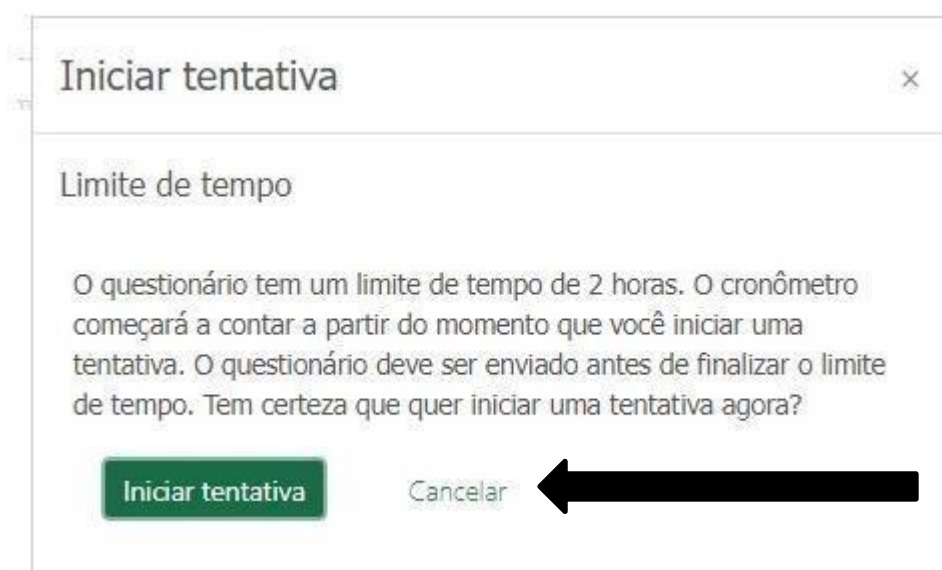 Iniciar tentativa
×
Limite de tempo
O questionário tem um limite de tempo de 2 horas. O cronômetro
começará a contar a partir do momento que você iniciar uma
tentativa. O questionário deve ser enviado antes de finalizar o limite
de tempo. Tem certeza que quer iniciar uma tentativa agora?
Iniciar tentativa Cancelar